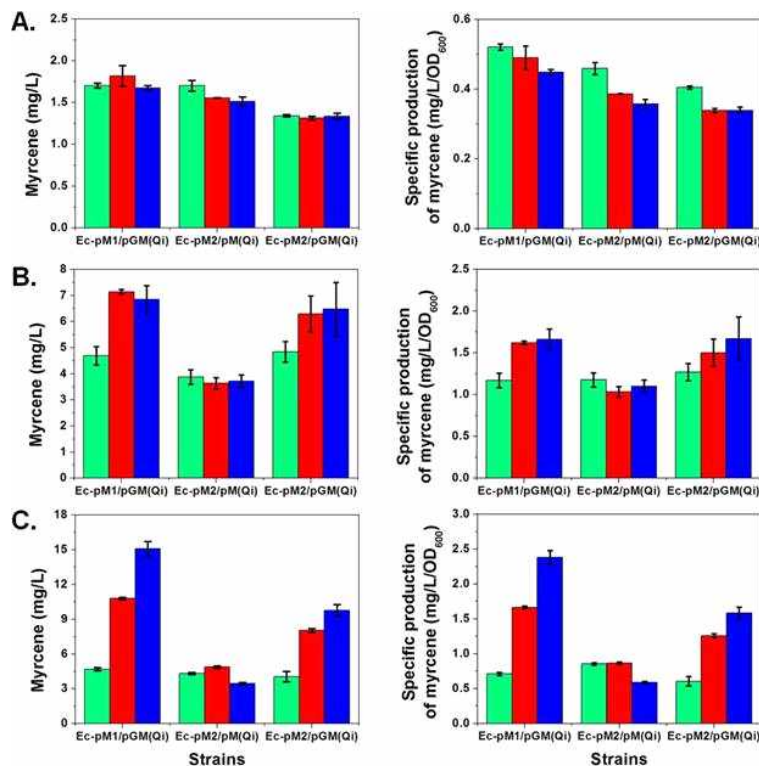 A.
Myrcene (mg/L)
2.5
2.0
1.5
1.0
0.5
0.0
Ec-pM1/pGM(Qi) Ec-pM2/pM(Qi) Ec-pM2/pGM(Qi)
Specific production
of myrcene (mg/L/OD600)
0.6
0.4
0.2
0.0
Ec-pM1/pGM(Qi) Ec-pM2/pM(Qi) Ec-pM2/pGM(Qi)
B.
Myrcene (mg/L)
8
7
6
5
4
3
2
1
0
Ec-pM1/pGM(Qi) Ec-pM2/pM(Qi) Ec-pM2/pGM(Qi)
Specific production
of myrcene (mg/L/OD600)
2.5
2.0
1.5
1.0
0.5
0.0
Ec-pM1/pGM(Qi) Ec-pM2/pM(Qi) Ec-pM2/pGM(Qi)
C.
Myrcene (mg/L)
18
15
12
9
6
3
0
Ec-pM1/pGM(Qi) Ec-pM2/pM(Qi) Ec-pM2/pGM(Qi)
Strains
Specific production
of myrcene (mg/L/OD600)
3.0
2.5
2.0
1.5
1.0
0.5
0.0
Ec-pM1/pGM(Qi) Ec-pM2/pM(Qi) Ec-pM2/pGM(Qi)
Strains